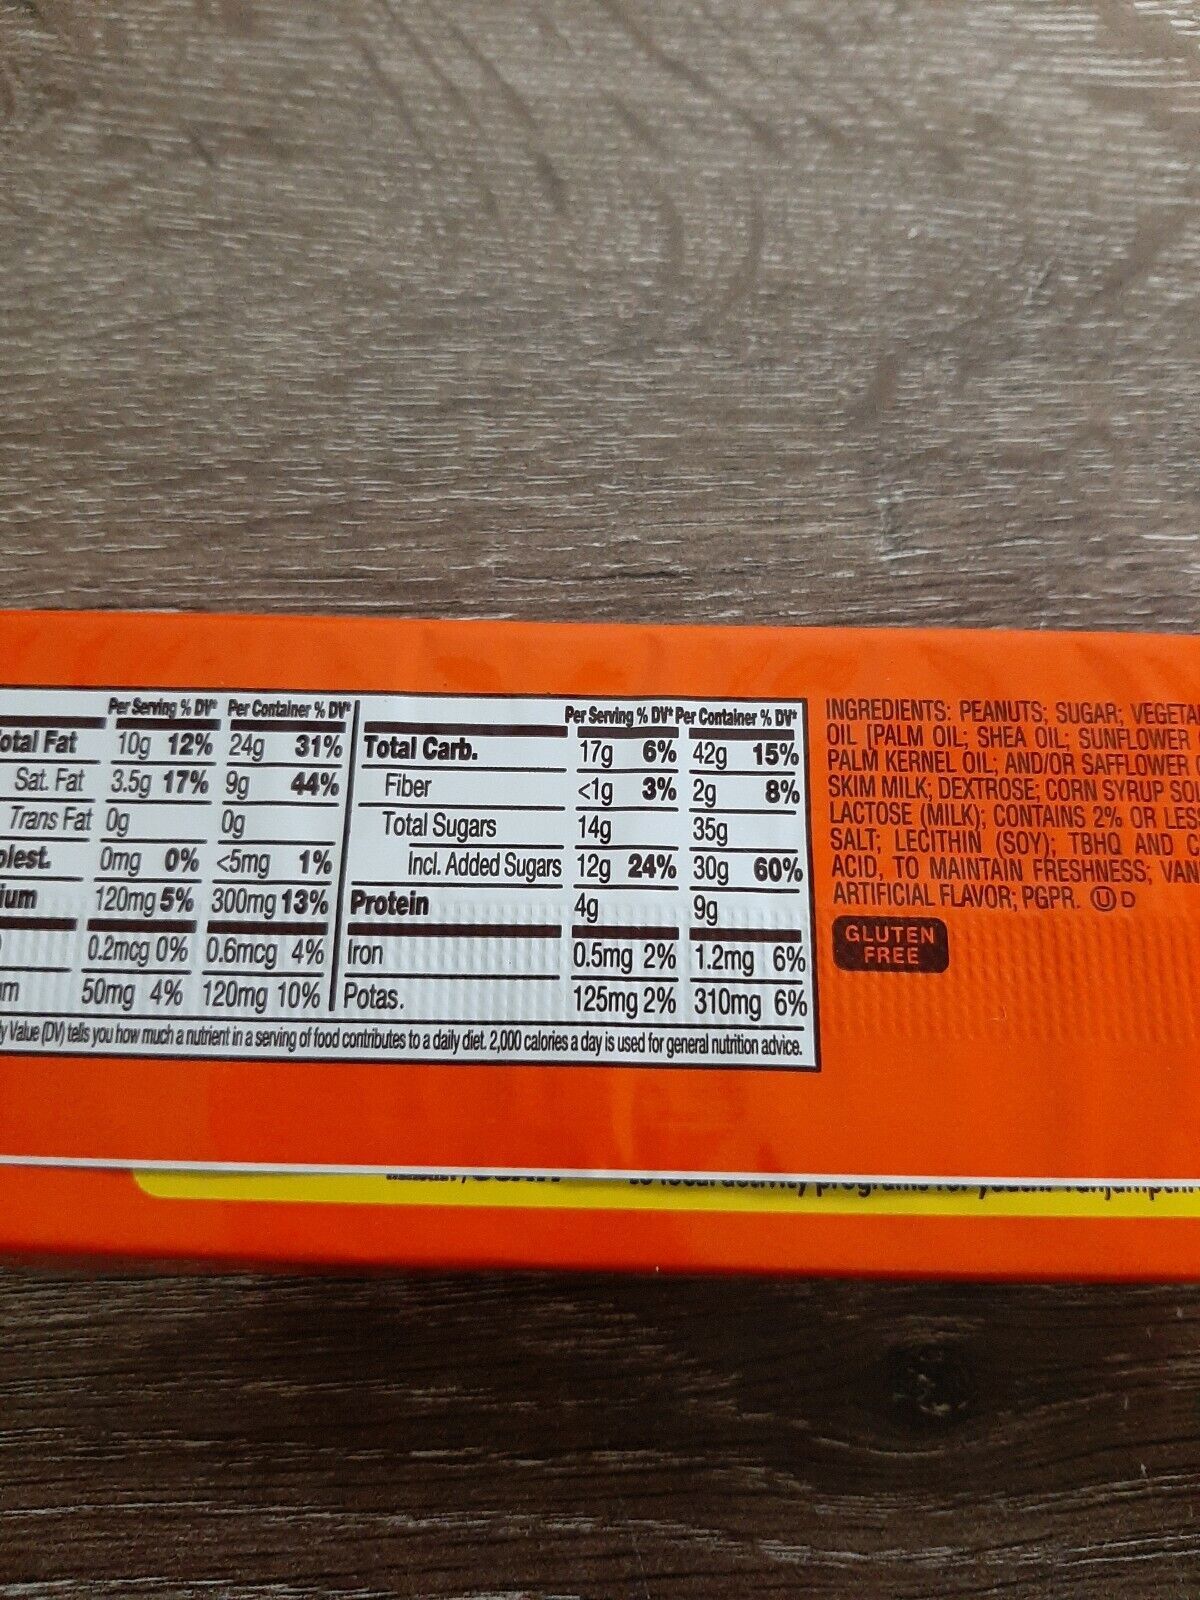 Per Serving % DV* Per Container % DV*
otal Fat 10g 12% 24g 31%
Sat. Fat 3.5g 17% 9g 44%
Trans Fat 0g 0g
olest. 0mg 0% <5mg 1%
ium 120mg 5% 300mg 13%
0.2mcg 0% 0.6mcg 4%
m 50mg 4% 120mg 10%
Per Serving % DV* Per Container % DV*
Total Carb. 17g 6% 42g 15%
Fiber <1g 3% 2g 8%
Total Sugars 14g 35g
Incl. Added Sugars 12g 24% 30g 60%
Protein 4g 9g
Iron 0.5mg 2% 1.2mg 6%
Potas. 125mg 2% 310mg 6%
y Value (DV) tells you how much a nutrient in a serving of food contributes to a daily diet. 2,000 calories a day is used for general nutrition advice.
INGREDIENTS: PEANUTS; SUGAR; VEGETA
OIL [PALM OIL; SHEA OIL; SUNFLOWER
PALM KERNEL OIL; AND/OR SAFFLOWER
SKIM MILK; DEXTROSE; CORN SYRUP SOL
LACTOSE (MILK); CONTAINS 2% OR LES
SALT; LECITHIN (SOY); TBHQ AND C
ACID, TO MAINTAIN FRESHNESS; VAN
ARTIFICIAL FLAVOR; PGPR. Ⓤ D
GLUTEN
FREE